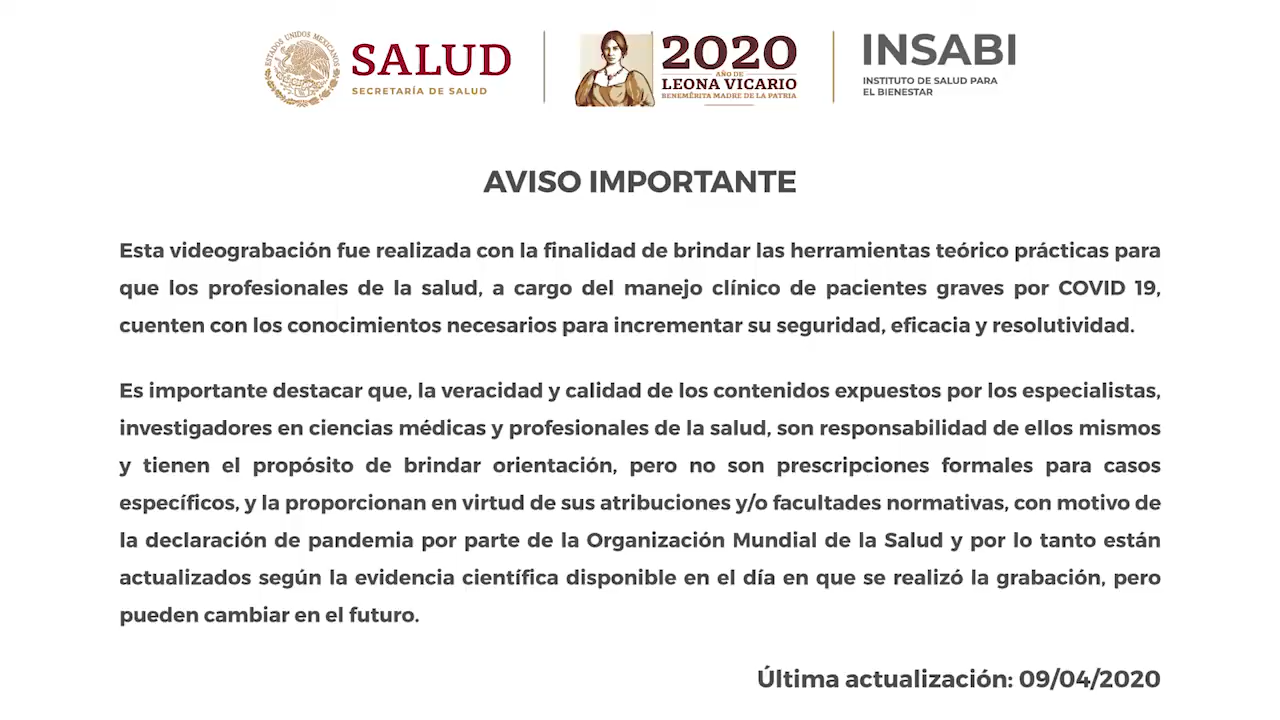 ESTADOS UNIDOS MEXICANOS
SALUD
SECRETARÍA DE SALUD
2020
AÑO DE
LEONA VICARIO
BENEMÉRITA MADRE DE LA PATRIA
INSABI
INSTITUTO DE SALUD PARA
EL BIENESTAR
AVISO IMPORTANTE
Esta videograbación fue realizada con la finalidad de brindar las herramientas teórico prácticas para
que los profesionales de la salud, a cargo del manejo clínico de pacientes graves por COVID 19,
cuenten con los conocimientos necesarios para incrementar su seguridad, eficacia y resolutividad.
Es importante destacar que, la veracidad y calidad de los contenidos expuestos por los especialistas,
investigadores en ciencias médicas y profesionales de la salud, son responsabilidad de ellos mismos
y tienen el propósito de brindar orientación, pero no son prescripciones formales para casos
específicos, y la proporcionan en virtud de sus atribuciones y/o facultades normativas, con motivo de
la declaración de pandemia por parte de la Organización Mundial de la Salud y por lo tanto están
actualizados según la evidencia científica disponible en el día en que se realizó la grabación, pero
pueden cambiar en el futuro.
Última actualización: 09/04/2020